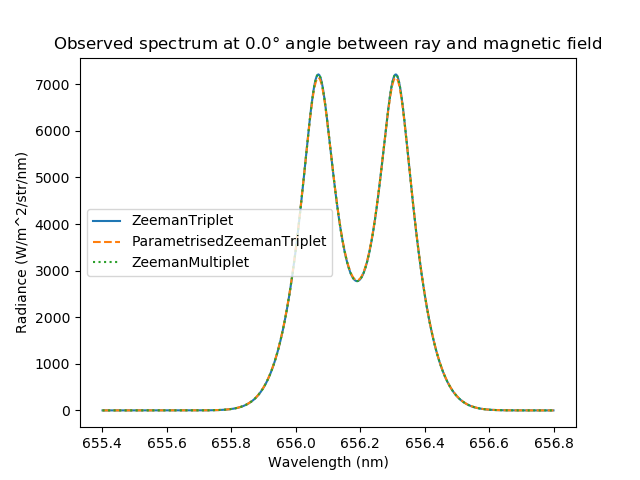 Observed spectrum at 0.0° angle between ray and magnetic field
Radiance (W/m^2/str/nm)
7000
6000
5000
4000
3000
2000
1000
0
ZeemanTriplet
ParametrisedZeemanTriplet
ZeemanMultiplet
655.4 655.6 655.8 656.0 656.2 656.4 656.6 656.8
Wavelength (nm)